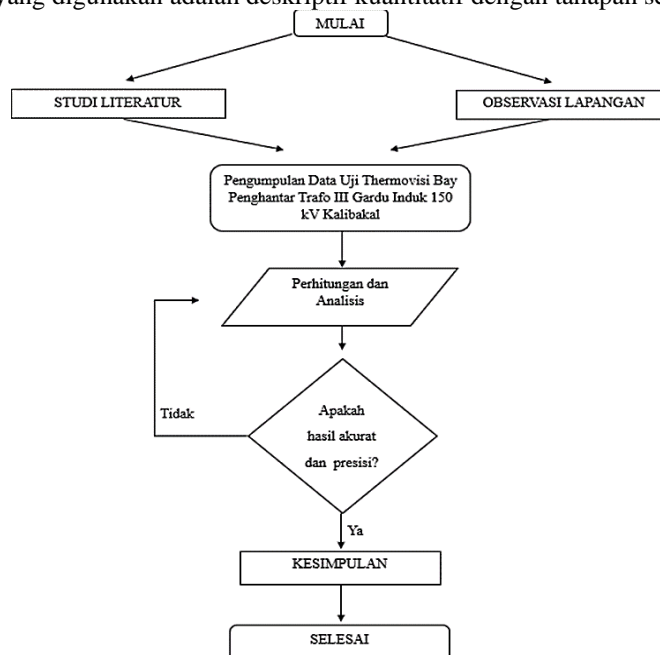 yang digunakan adalah deskriptif kuantitatif dengan tahapan
MULAI
STUDI LITERATUR
OBSERVASI LAPANGAN
Pengumpulan Data Uji Thermovisi Bay
Penghantar Trafo III Gardu Induk 150
kV Kalibakal
Perhitungan dan
Analisis
Apakah
hasil akurat
dan presisi?
Tidak
Ya
KESIMPULAN
SELESAI